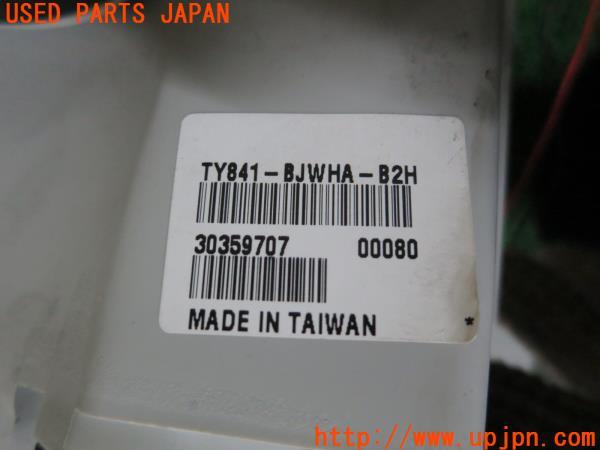 USED PARTS JAPAN
TY841-BJWHA-B2H
30359707 00080
MADE IN TAIWAN *
http://www.upjpn.com/